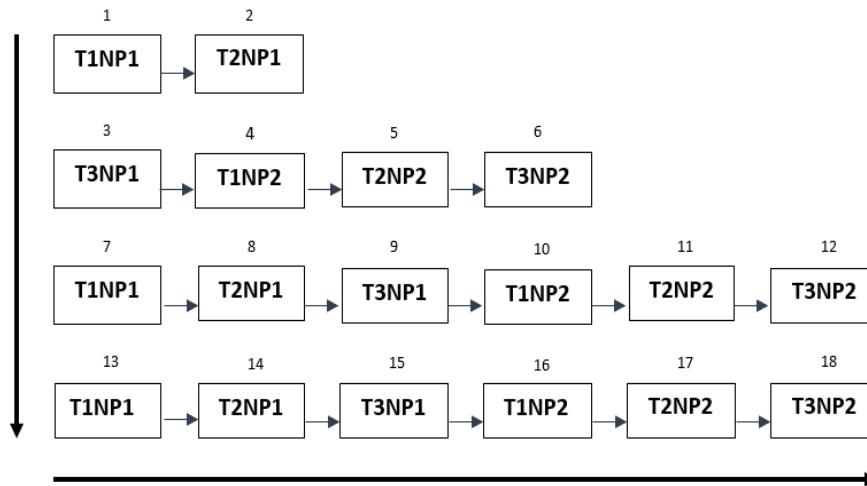 1 2
T1NP1 T2NP1
3 4 5 6
T3NP1 T1NP2 T2NP2 T3NP2
7 8 9 10 11 12
T1NP1 T2NP1 T3NP1 T1NP2 T2NP2 T3NP2
13 14 15 16 17 18
T1NP1 T2NP1 T3NP1 T1NP2 T2NP2 T3NP2